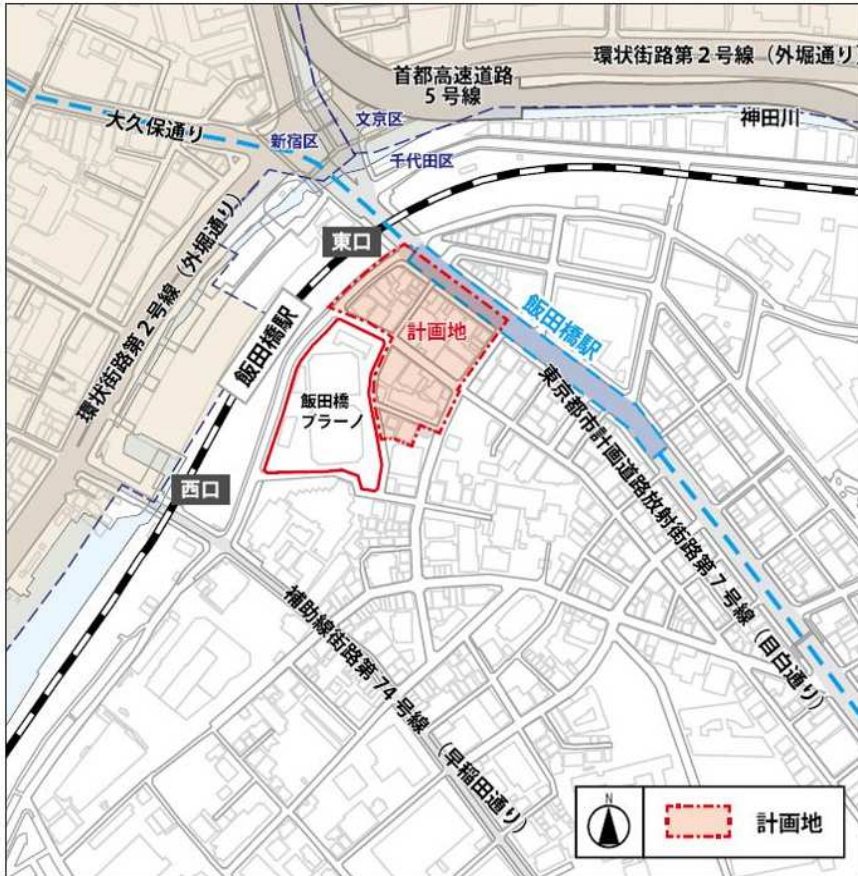 環状街路第2号線（外堀通り）
首都高速道路
5号線
神田川
大久保通り
新宿区
文京区
千代田区
東口
環状街路第2号線（外堀通り）
飯田橋駅
計画地
飯田橋駅
飯田橋
プラーノ
西口
東京都市計画道路放射街路第7号線（目白通り）
補助線街路第74号線（早稲田通り）
N
計画地